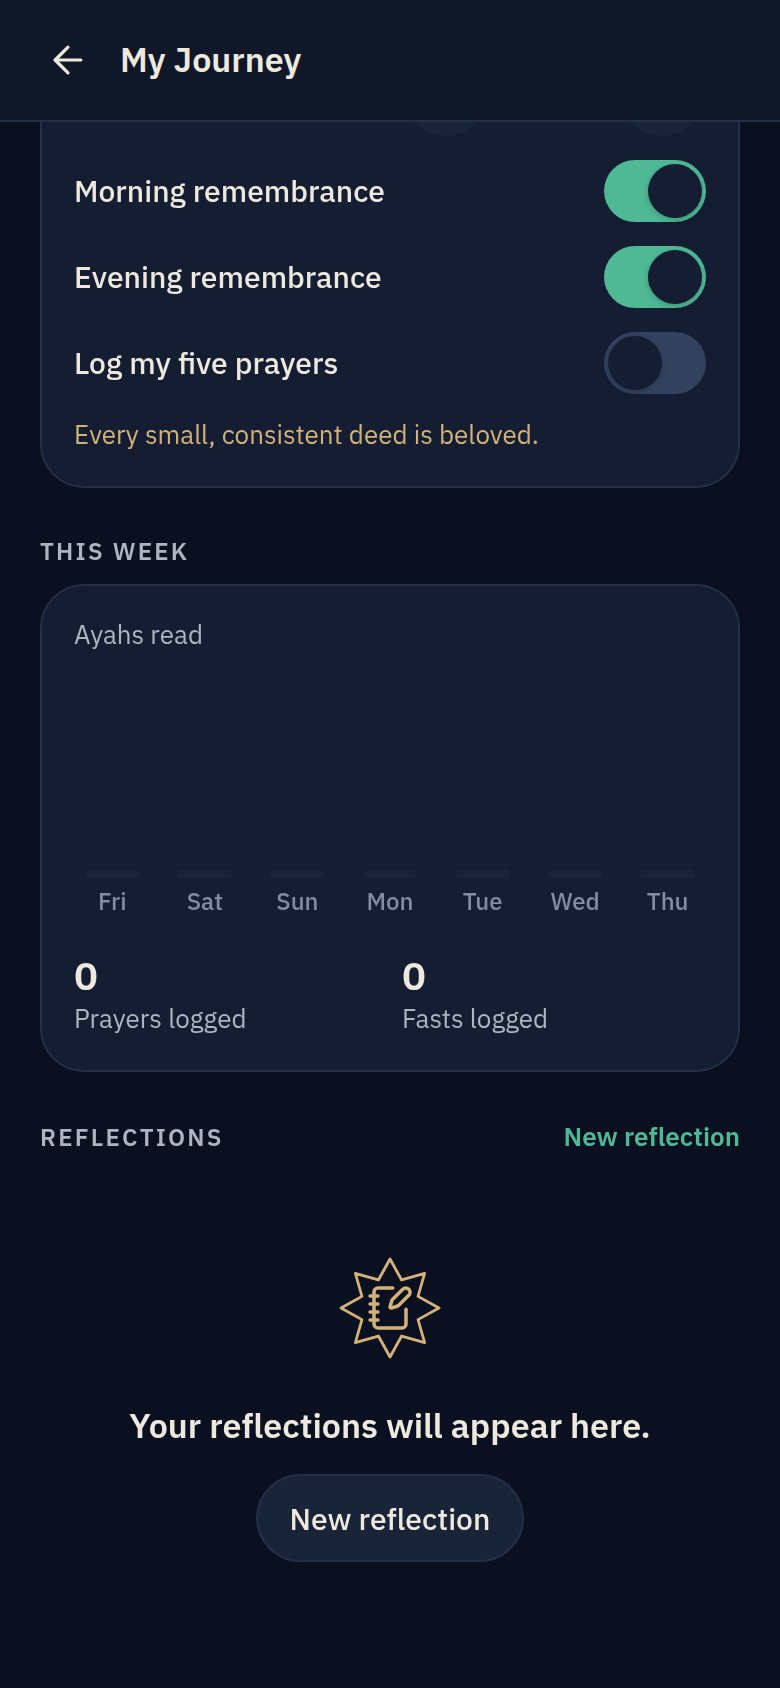 My Journey
Morning remembrance
Evening remembrance
Log my five prayers
Every small, consistent deed is beloved.
THIS WEEK
Ayahs read
Fri Sat Sun Mon Tue Wed Thu
0 0
Prayers logged Fasts logged
REFLECTIONS New reflection
Your reflections will appear here.
New reflection